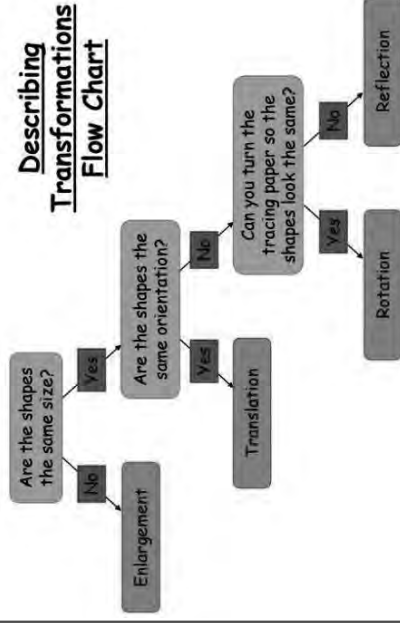 Describing
Transformations
Flow Chart
Are the shapes
the same size?
No
Yes
Enlargement
Are the shapes the
same orientation?
Yes
No
Translation
Can you turn the
tracing paper so the
shapes look the same?
Yes
No
Rotation
Reflection